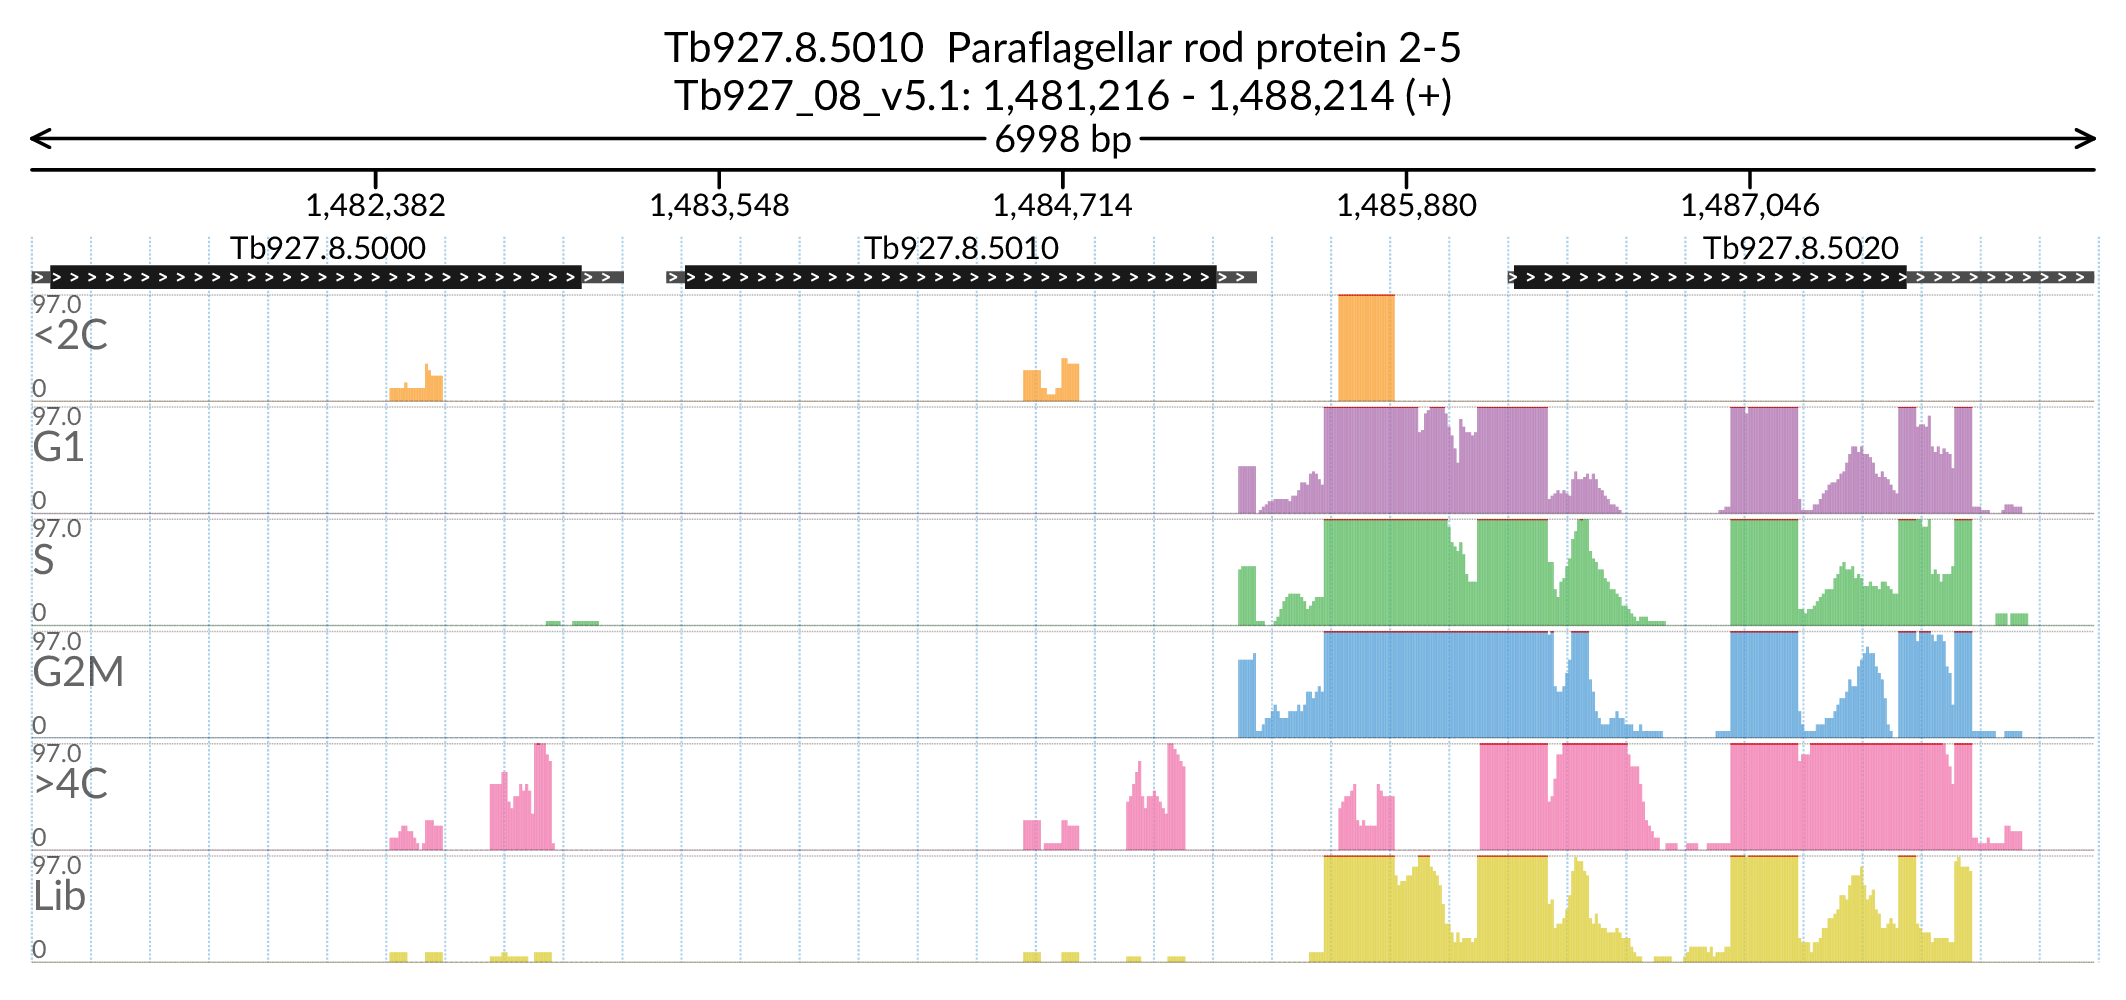 Tb927.8.5010  Paraflagellar rod protein 2-5
Tb927_08_v5.1: 1,481,216 - 1,488,214 (+)
6998 bp
1,482,382 1,483,548 1,484,714 1,485,880 1,487,046
Tb927.8.5000 Tb927.8.5010 Tb927.8.5020
97.0
<2C
0
97.0
G1
0
97.0
S
0
97.0
G2M
0
97.0
>4C
0
97.0
Lib
0